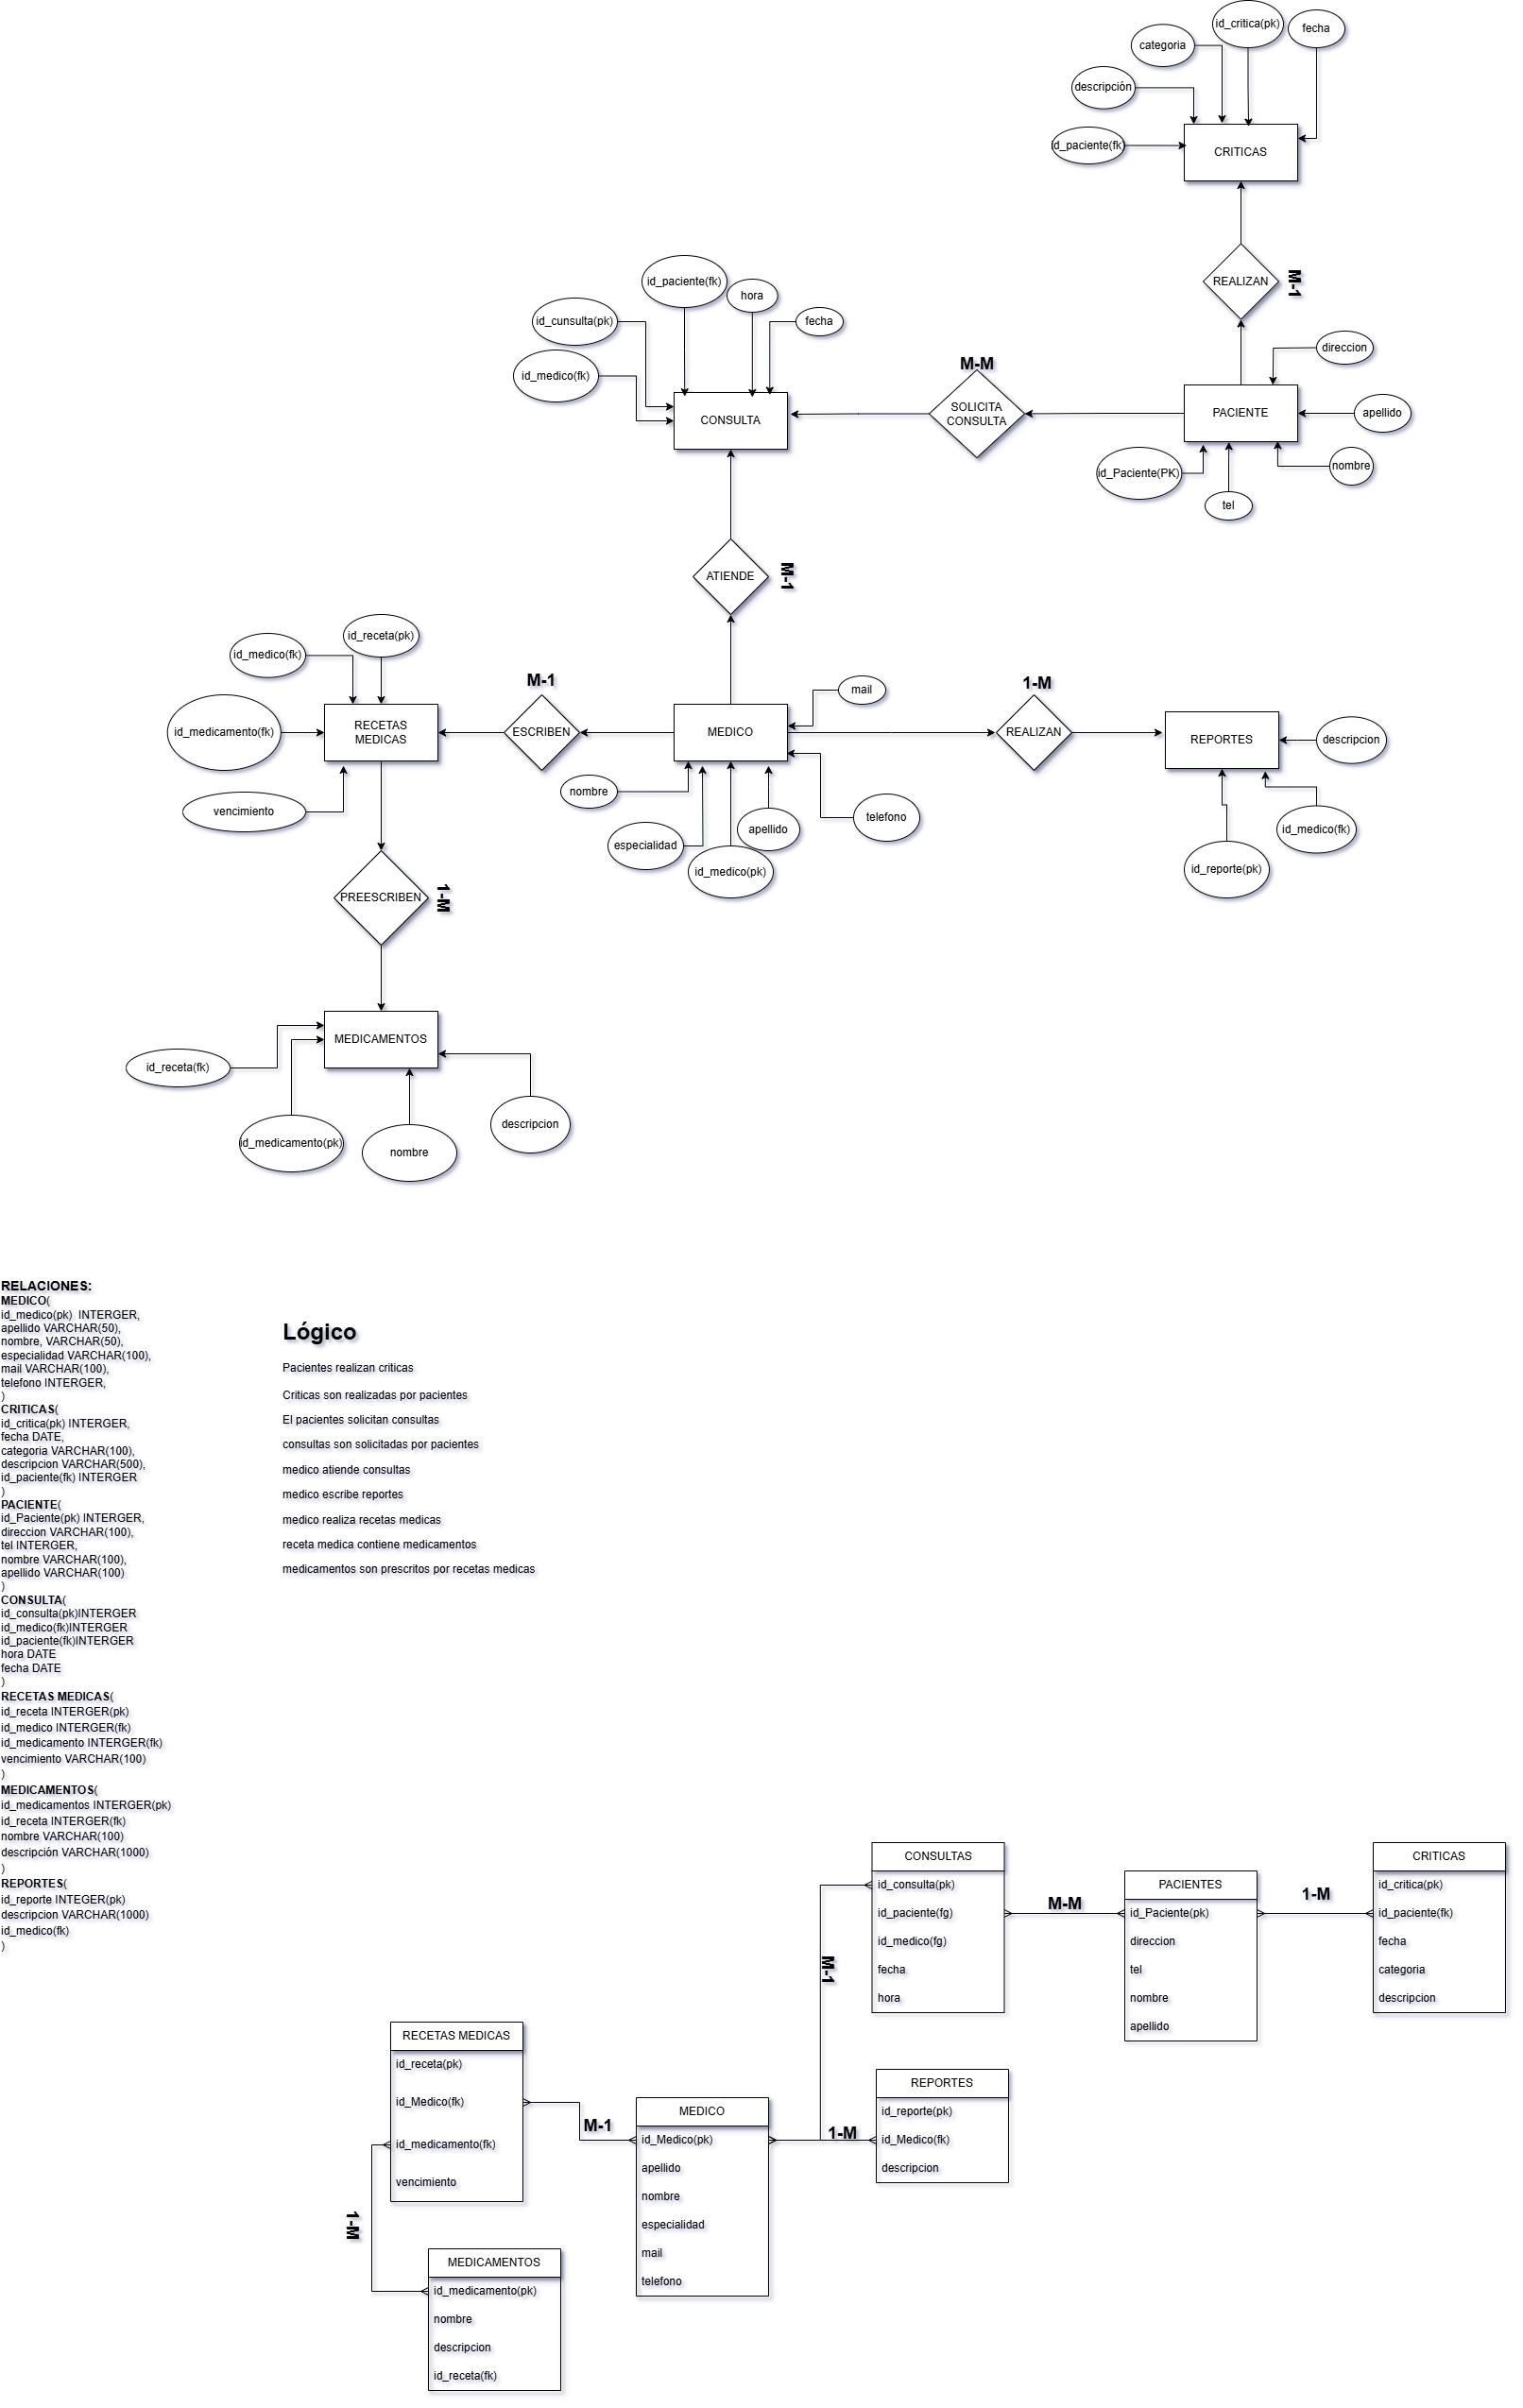 id_critica(pk)
fecha
categoria
descripción
id_paciente(fk)
CRITICAS
REALIZAN
M-1
id_paciente(fk)
hora
id_cunsulta(pk)
fecha
id_medico(fk)
CONSULTA
M-M
SOLICITA
CONSULTA
direccion
PACIENTE
apellido
id_Paciente(PK)
nombre
tel
ATIENDE
M-1
id_receta(pk)
id_medico(fk)
id_medicamento(fk)
RECETAS
MEDICAS
vencimiento
M-1
ESCRIBEN
MEDICO
mail
nombre
especialidad
apellido
telefono
id_medico(pk)
1-M
REALIZAN
REPORTES
descripcion
id_medico(fk)
id_reporte(pk)
PREESCRIBEN
1-M
MEDICAMENTOS
id_receta(fk)
id_medicamento(pk)
nombre
descripcion
RELACIONES:
MEDICO(
id_medico(pk)  INTERGER,
apellido VARCHAR(50),
nombre, VARCHAR(50),
especialidad VARCHAR(100),
mail VARCHAR(100),
telefono INTERGER,
)
CRITICAS(
id_critica(pk) INTERGER,
fecha DATE,
categoria VARCHAR(100),
descripcion VARCHAR(500),
id_paciente(fk) INTERGER
)
PACIENTE(
id_Paciente(pk) INTERGER,
direccion VARCHAR(100),
tel INTERGER,
nombre VARCHAR(100),
apellido VARCHAR(100)
)
CONSULTA(
id_consulta(pk)INTERGER
id_medico(fk)INTERGER
id_paciente(fk)INTERGER
hora DATE
fecha DATE
)
RECETAS MEDICAS(
id_receta INTERGER(pk)
id_medico INTERGER(fk)
id_medicamento INTERGER(fk)
vencimiento VARCHAR(100)
)
MEDICAMENTOS(
id_medicamentos INTERGER(pk)
id_receta INTERGER(fk)
nombre VARCHAR(100)
descripción VARCHAR(1000)
)
REPORTES(
id_reporte INTEGER(pk)
descripcion VARCHAR(1000)
id_medico(fk)
)
Lógico
Pacientes realizan criticas
Criticas son realizadas por pacientes
El pacientes solicitan consultas
consultas son solicitadas por pacientes
medico atiende consultas
medico escribe reportes
medico realiza recetas medicas
receta medica contiene medicamentos
medicamentos son prescritos por recetas medicas
CONSULTAS
id_consulta(pk)
id_paciente(fg)
id_medico(fg)
fecha
hora
M-M
PACIENTES
id_Paciente(pk)
direccion
tel
nombre
apellido
1-M
CRITICAS
id_critica(pk)
id_paciente(fk)
fecha
categoria
descripcion
M-1
RECETAS MEDICAS
id_receta(pk)
id_Medico(fk)
id_medicamento(fk)
vencimiento
M-1
MEDICO
id_Medico(pk)
apellido
nombre
especialidad
mail
telefono
1-M
REPORTES
id_reporte(pk)
id_Medico(fk)
descripcion
1-M
MEDICAMENTOS
id_medicamento(pk)
nombre
descripcion
id_receta(fk)